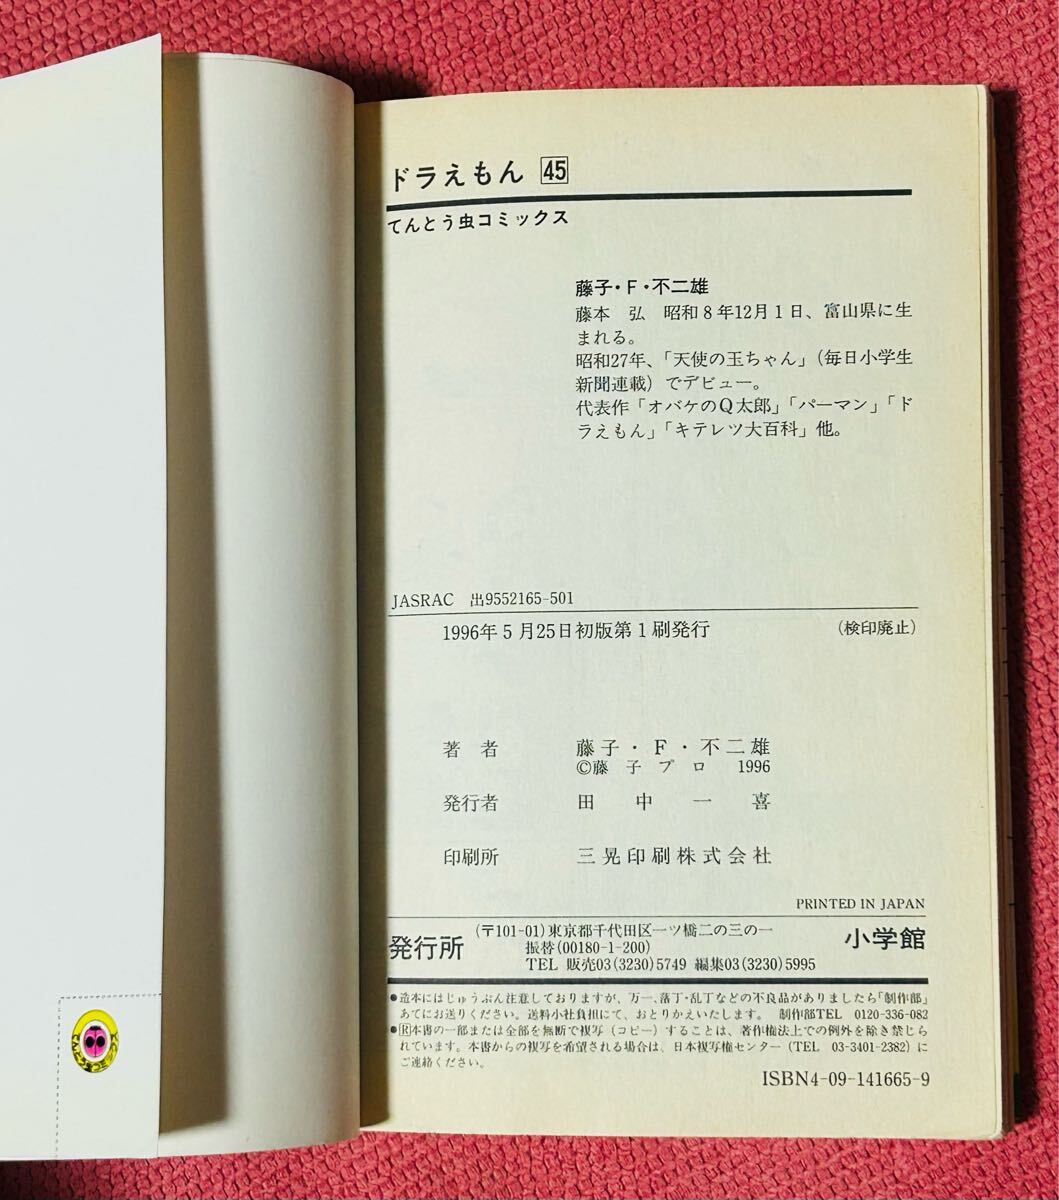 ドラえもん 45
てんとう虫コミックス
藤子・F・不二雄
藤本 弘 昭和8年12月1日、富山県に生
まれる。
昭和27年、「天使の玉ちゃん」(毎日小学生
新聞連載)でデビュー。
代表作「オバケのQ太郎」「パーマン」「ド
ラえもん」「キテレツ大百科」他。
JASRAC 出9552165-501
1996年5月25日初版第1刷発行 (検印廃止)
著者 藤子・F・不二雄
©藤子プロ 1996
発行者 田中一喜
印刷所 三晃印刷株式会社
PRINTED IN JAPAN
(〒101-01)東京都千代田区一ツ橋二の三の一
発行所 振替(00180-1-200) 小学館
TEL 販売03(3230)5749 編集03(3230)5995
●造本にはじゅうぶん注意しておりますが、万一、落丁・乱丁などの不良品がありましたら「制作部」
あてにお送りください。送料小社負担にて、おとりかえいたします。 制作部TEL 0120-336-082
●Ⓡ本書の一部または全部を無断で複写(コピー)することは、著作権法上での例外を除き禁じら
れています。本書からの複写を希望される場合は、日本複写権センター(TEL 03-3401-2382)に
ご連絡ください。
ISBN4-09-141665-9